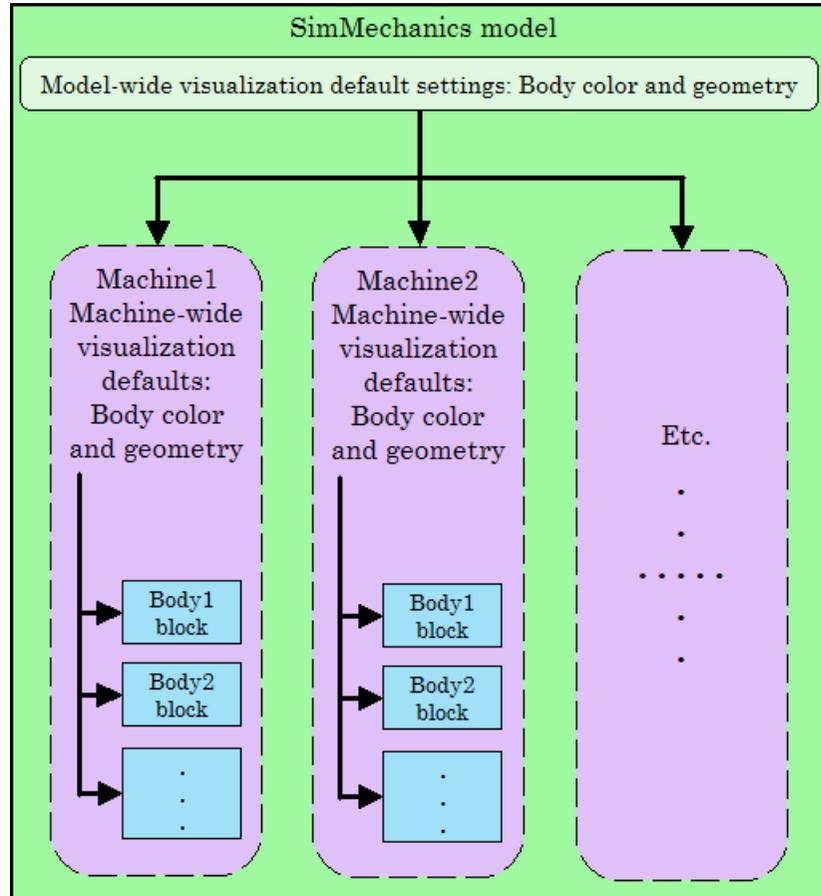 SimMechanics model
Model-wide visualization default settings: Body color and geometry
Machine1
Machine-wide
visualization
defaults:
Body color
and geometry
Body1
block
Body2
block
.
.
.
Machine2
Machine-wide
visualization
defaults:
Body color
and geometry
Body1
block
Body2
block
.
.
.
Etc.
.
.
. . . . .
.
.